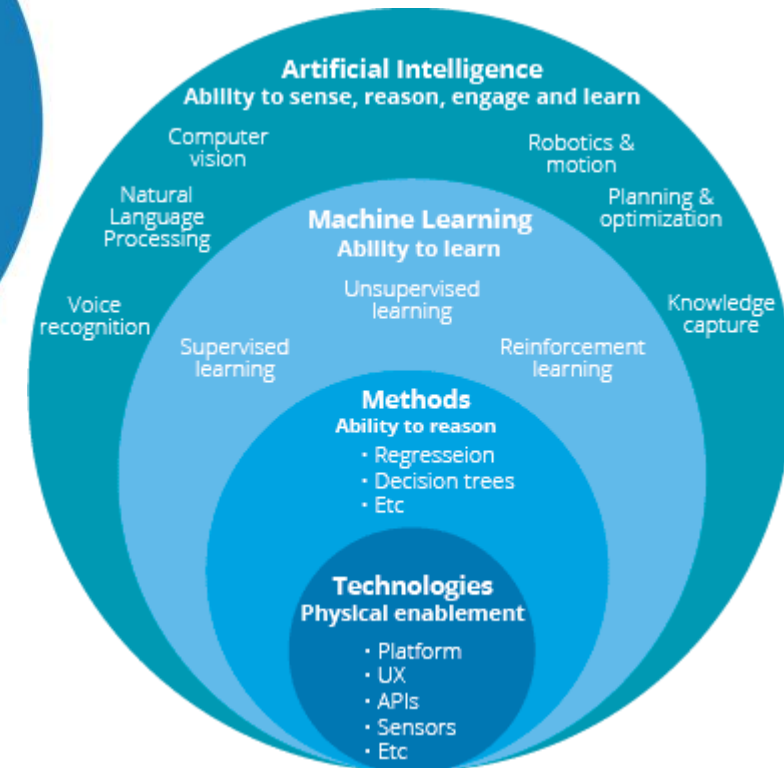 Artificial Intelligence
Ability to sense, reason, engage and learn
Computer
vision
Robotics &
motion
Natural
Language
Processing
Planning &
optimization
Voice
recognition
Knowledge
capture
Machine Learning
Ability to learn
Unsupervised
learning
Supervised
learning
Reinforcement
learning
Methods
Ability to reason
· Regresseion
· Decision trees
· Etc
Technologies
Physical enablement
· Platform
· UX
· APIs
· Sensors
· Etc